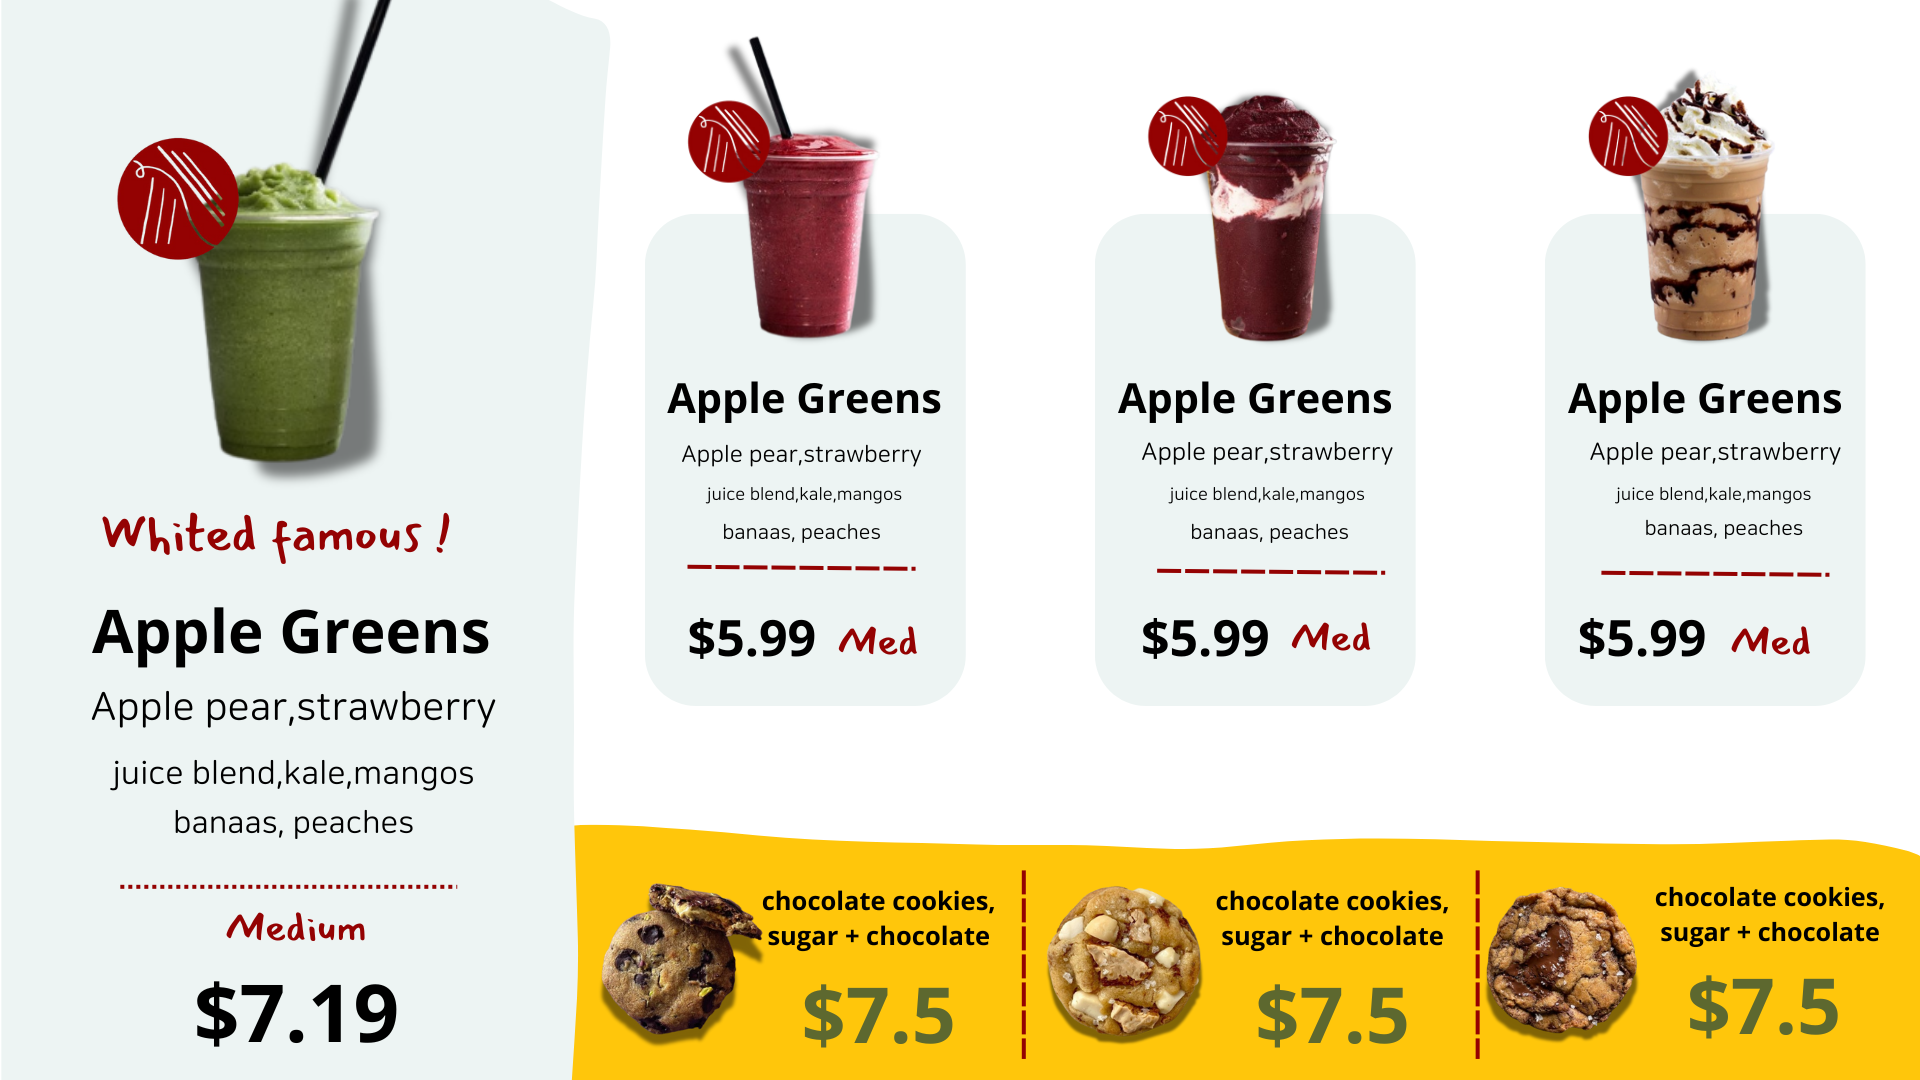 Whited famous !
Apple Greens
Apple pear,strawberry
juice blend,kale,mangos
banaas, peaches
Medium
$7.19
Apple Greens
Apple pear,strawberry
juice blend,kale,mangos
banaas, peaches
$5.99 Med
Apple Greens
Apple pear,strawberry
juice blend,kale,mangos
banaas, peaches
$5.99 Med
Apple Greens
Apple pear,strawberry
juice blend,kale,mangos
banaas, peaches
$5.99 Med
chocolate cookies,
sugar + chocolate
$7.5
chocolate cookies,
sugar + chocolate
$7.5
chocolate cookies,
sugar + chocolate
$7.5